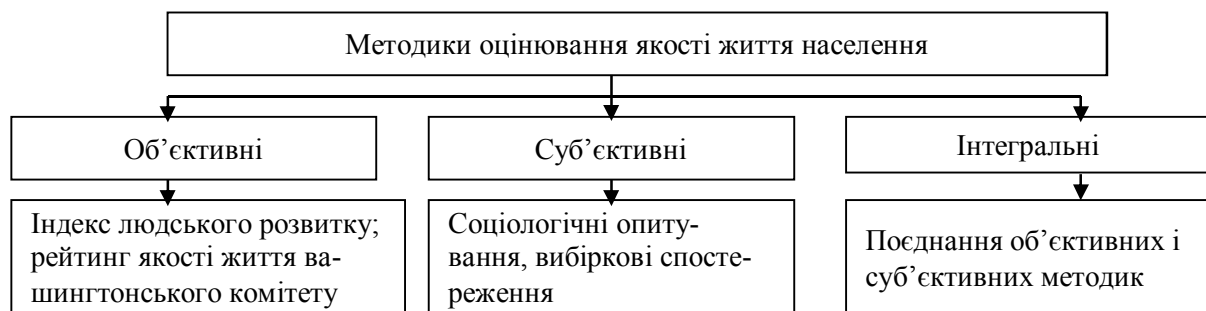 Методики оцінювання якості життя населення
Об’єктивні
Суб’єктивні
Інтегральні
Індекс людського розвитку;
рейтинг якості життя ва-
шингтонського комітету
Соціологічні опиту-
вання, вибіркові спосте-
реження
Поєднання об’єктивних і
суб’єктивних методик